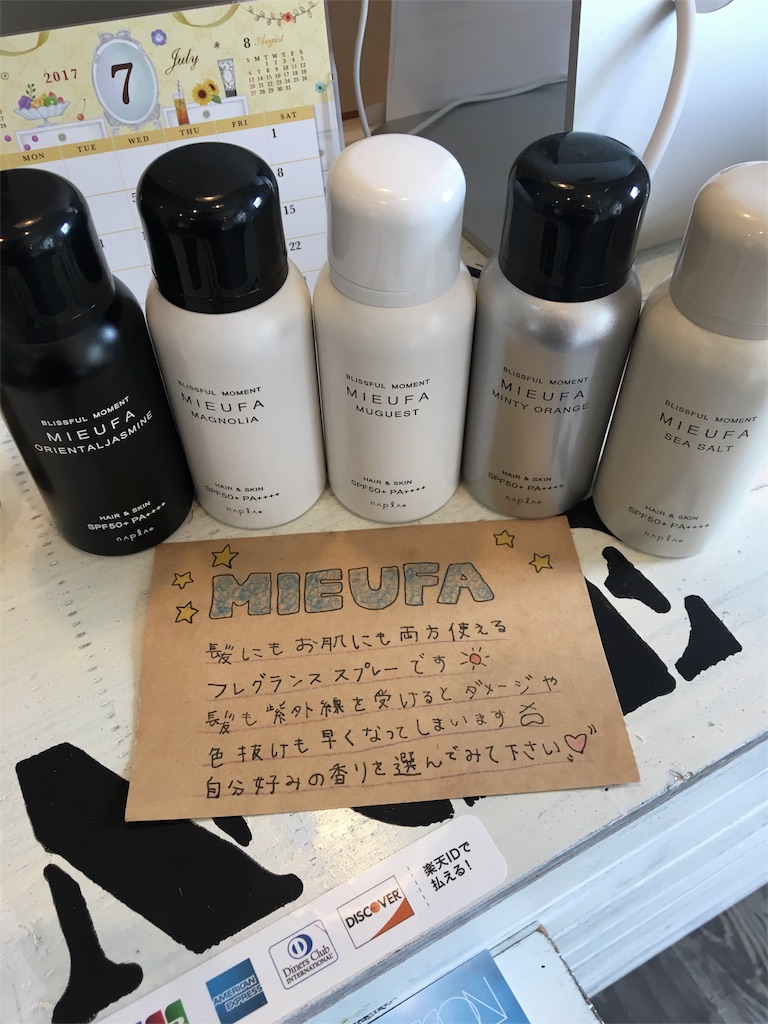 2017
7
July
8 August
S M T W T F S
MON TUE WED THU FRI SAT
1
8
15
22
BLISSFUL MOMENT
MIEUFA
ORIENTALJASMINE
HAIR & SKIN
SPF50+ PA++++
napla
BLISSFUL MOMENT
MIEUFA
MAGNOLIA
HAIR & SKIN
SPF50+ PA++++
napla
BLISSFUL MOMENT
MIEUFA
MUGUEST
HAIR & SKIN
SPF50+ PA++++
napla
BLISSFUL MOMENT
MIEUFA
MINTY ORANGE
HAIR & SKIN
SPF50+ PA++++
napla
BLISSFUL MOMENT
MIEUFA
SEA SALT
HAIR & SKIN
SPF50+ PA++++
napla
MIEUFA
髪にもお肌にも両方使える
フレグランススプレーです
髪も紫外線を受けるとダメージや
色抜けも早くなってしまいます
自分好みの香りを選んでみて下さい
楽天IDで
払える!
DISCOVER
Diners Club
INTERNATIONAL
AMERICAN
EXPRESS
JCB